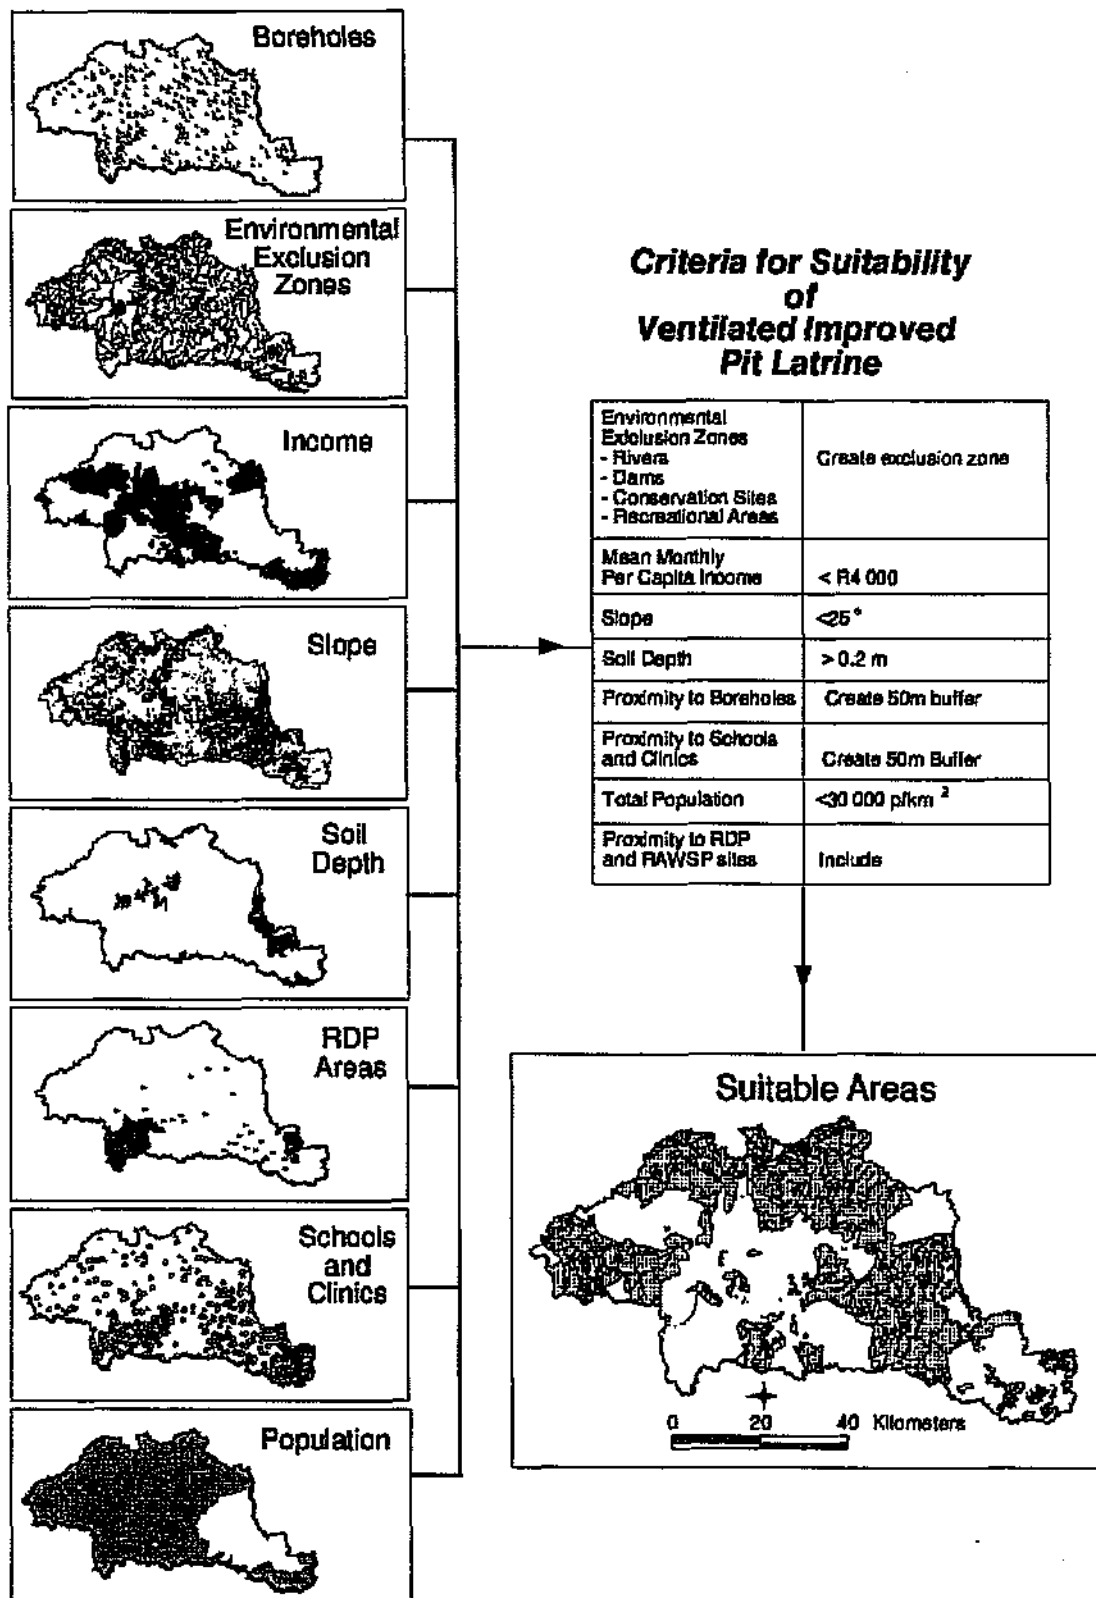 Boreholes
Environmental
Exclusion
Zones
Income
Slope
Soil
Depth
RDP
Areas
Schools
and
Clinics
Population
Criteria for Suitability
of
Ventilated Improved
Pit Latrine
Environmental
Exclusion Zones
- Rivers
- Dams
- Conservation Sites
- Recreational Areas
Create exclusion zone
Mean Monthly
Per Capita Income
< R4 000
Slope
<25°
Soil Depth
> 0.2 m
Proximity to Boreholes
Create 50m buffer
Proximity to Schools
and Clinics
Create 50m Buffer
Total Population
<30 000 p/km 2
Proximity to RDP
and RAWSP sites
Include
Suitable Areas
0 20 40 Kilometers